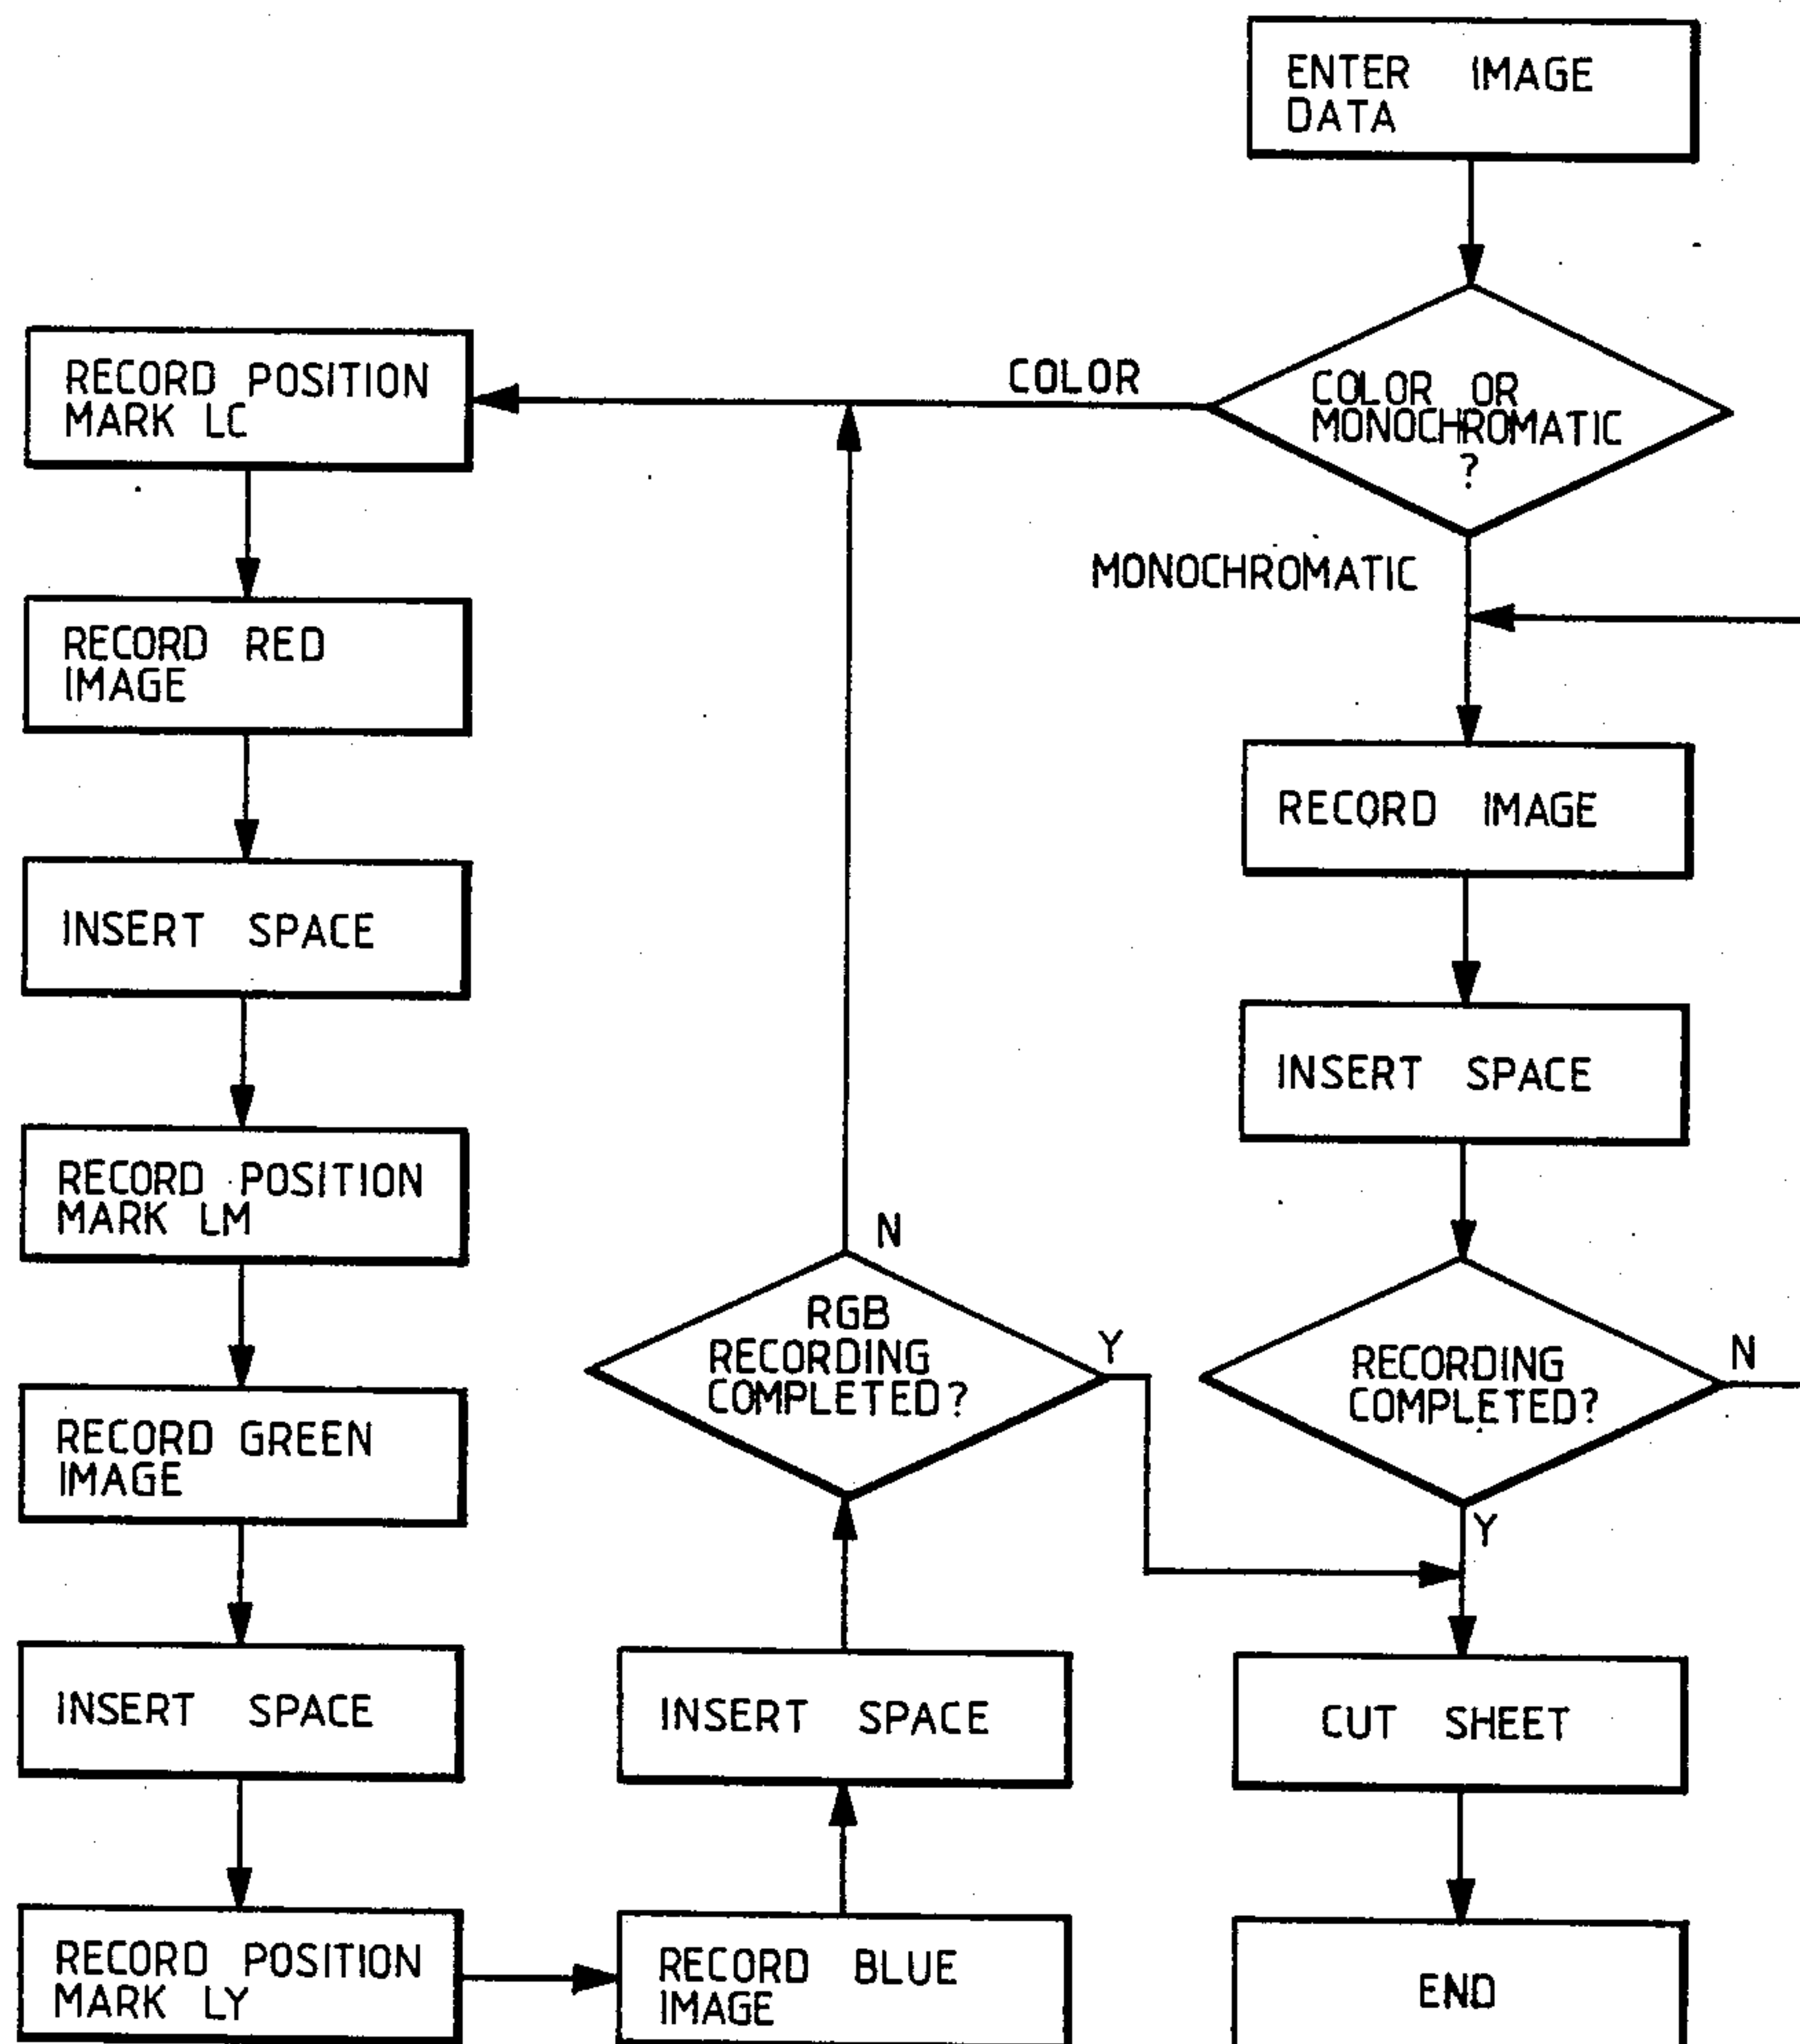 ENTER IMAGE
DATA
COLOR OR
MONOCHROMATIC
?
COLOR
MONOCHROMATIC
RECORD POSITION
MARK LC
RECORD RED
IMAGE
INSERT SPACE
RECORD POSITION
MARK LM
RECORD GREEN
IMAGE
INSERT SPACE
RECORD POSITION
MARK LY
RECORD BLUE
IMAGE
INSERT SPACE
RGB
RECORDING
COMPLETED?
N
Y
RECORD IMAGE
INSERT SPACE
RECORDING
COMPLETED?
N
Y
CUT SHEET
END